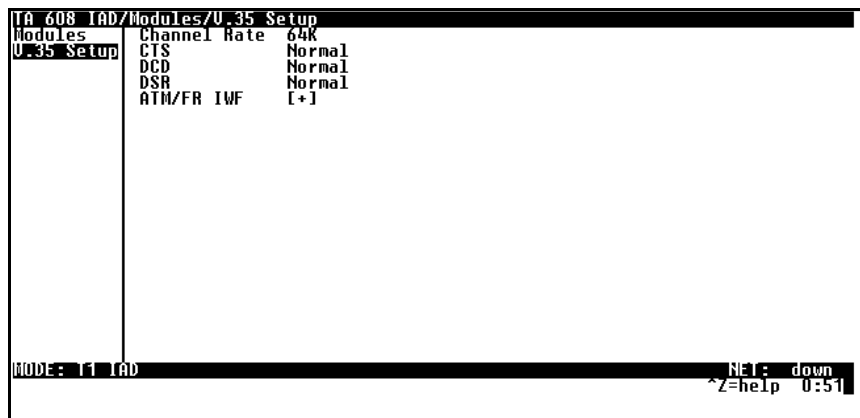 TA 608 IAD/Modules/V.35 Setup
Modules Channel Rate 64K
V.35 Setup CTS Normal
DCD Normal
DSR Normal
ATM/FR IWF [+]
MODE: T1 IAD NET: down
^Z=help 0:51